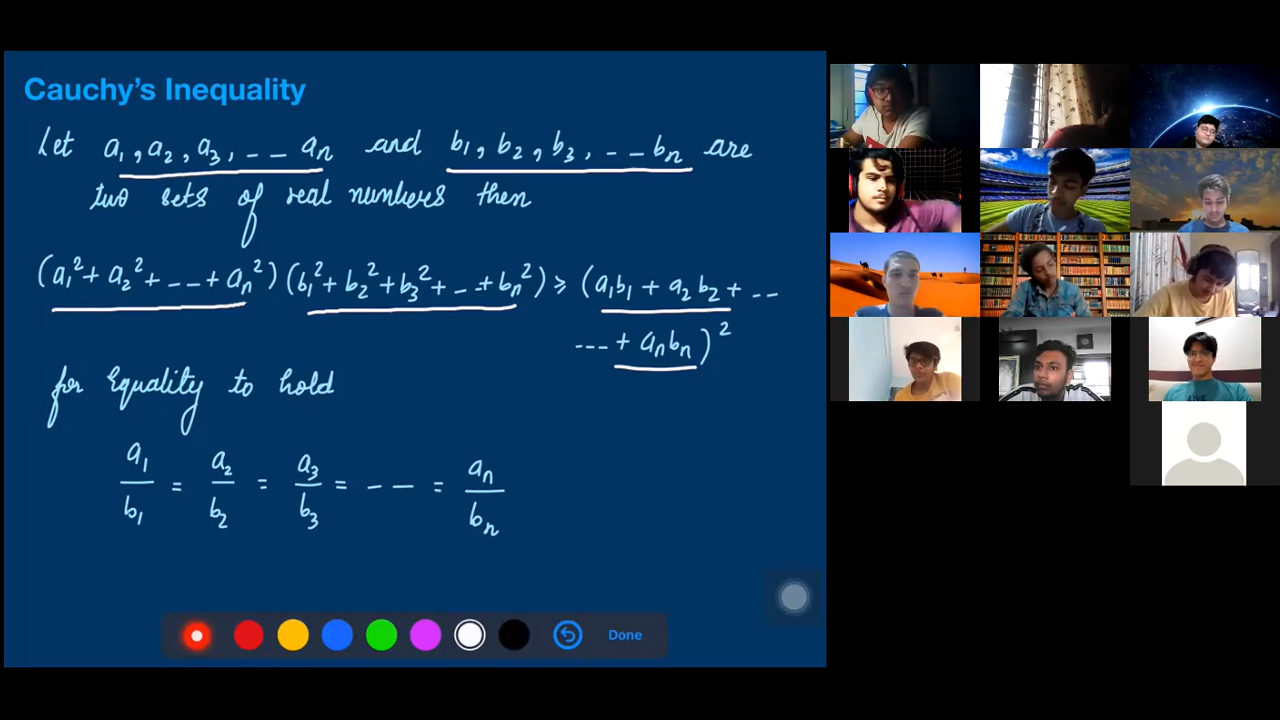 Cauchy's Inequality
Let a₁, a₂, a₃, -- aₙ and b₁, b₂, b₃, -- bₙ are
two sets of real numbers then
(a₁² + a₂² + --- + aₙ²) (b₁² + b₂² + b₃² + -- + bₙ²) ≥ (a₁b₁ + a₂b₂ + --
--- + aₙbₙ)²
for Equality to hold
a₁/b₁ = a₂/b₂ = a₃/b₃ = -- = aₙ/bₙ
Done